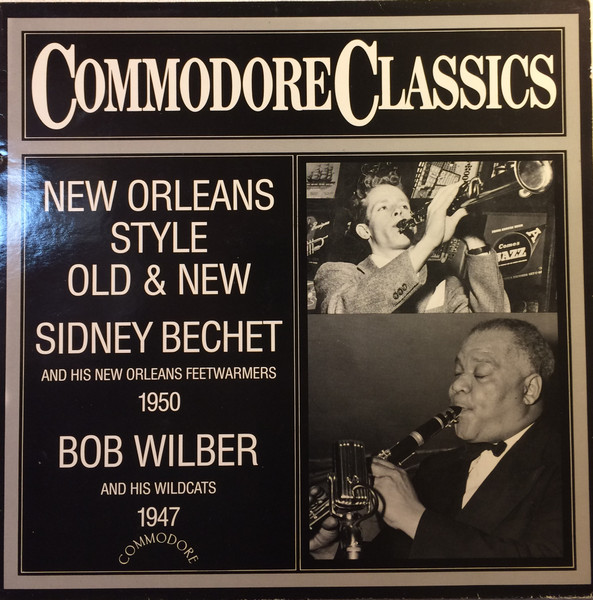 COMMODORE CLASSICS
NEW ORLEANS
STYLE
OLD & NEW
SIDNEY BECHET
AND HIS NEW ORLEANS FEETWARMERS
1950
BOB WILBER
AND HIS WILDCATS
1947
COMMODORE
JAZZ